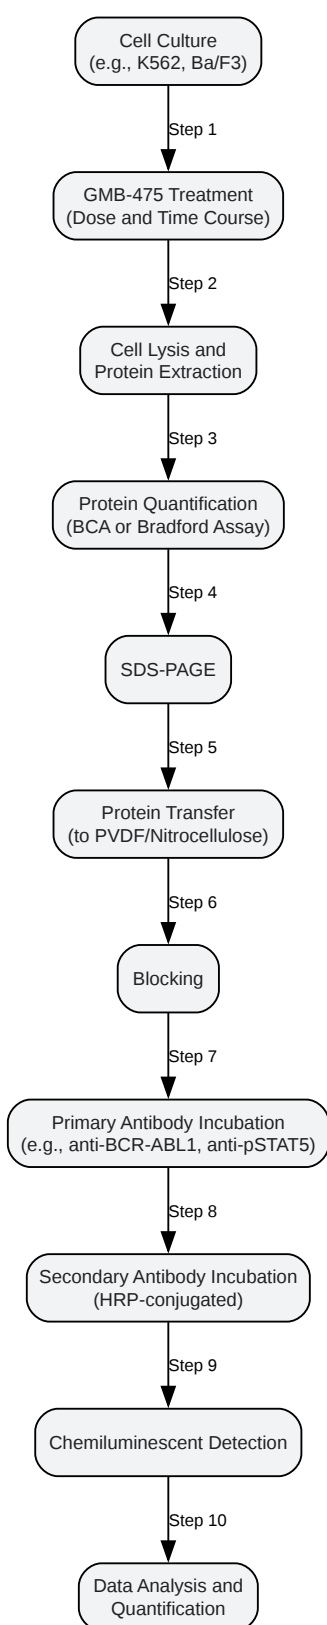 Cell Culture
(e.g., K562, Ba/F3)
Step 1
GMB-475 Treatment
(Dose and Time Course)
Step 2
Cell Lysis and
Protein Extraction
Step 3
Protein Quantification
(BCA or Bradford Assay)
Step 4
SDS-PAGE
Step 5
Protein Transfer
(to PVDF/Nitrocellulose)
Step 6
Blocking
Step 7
Primary Antibody Incubation
(e.g., anti-BCR-ABL1, anti-pSTAT5)
Step 8
Secondary Antibody Incubation
(HRP-conjugated)
Step 9
Chemiluminescent Detection
Step 10
Data Analysis and
Quantification